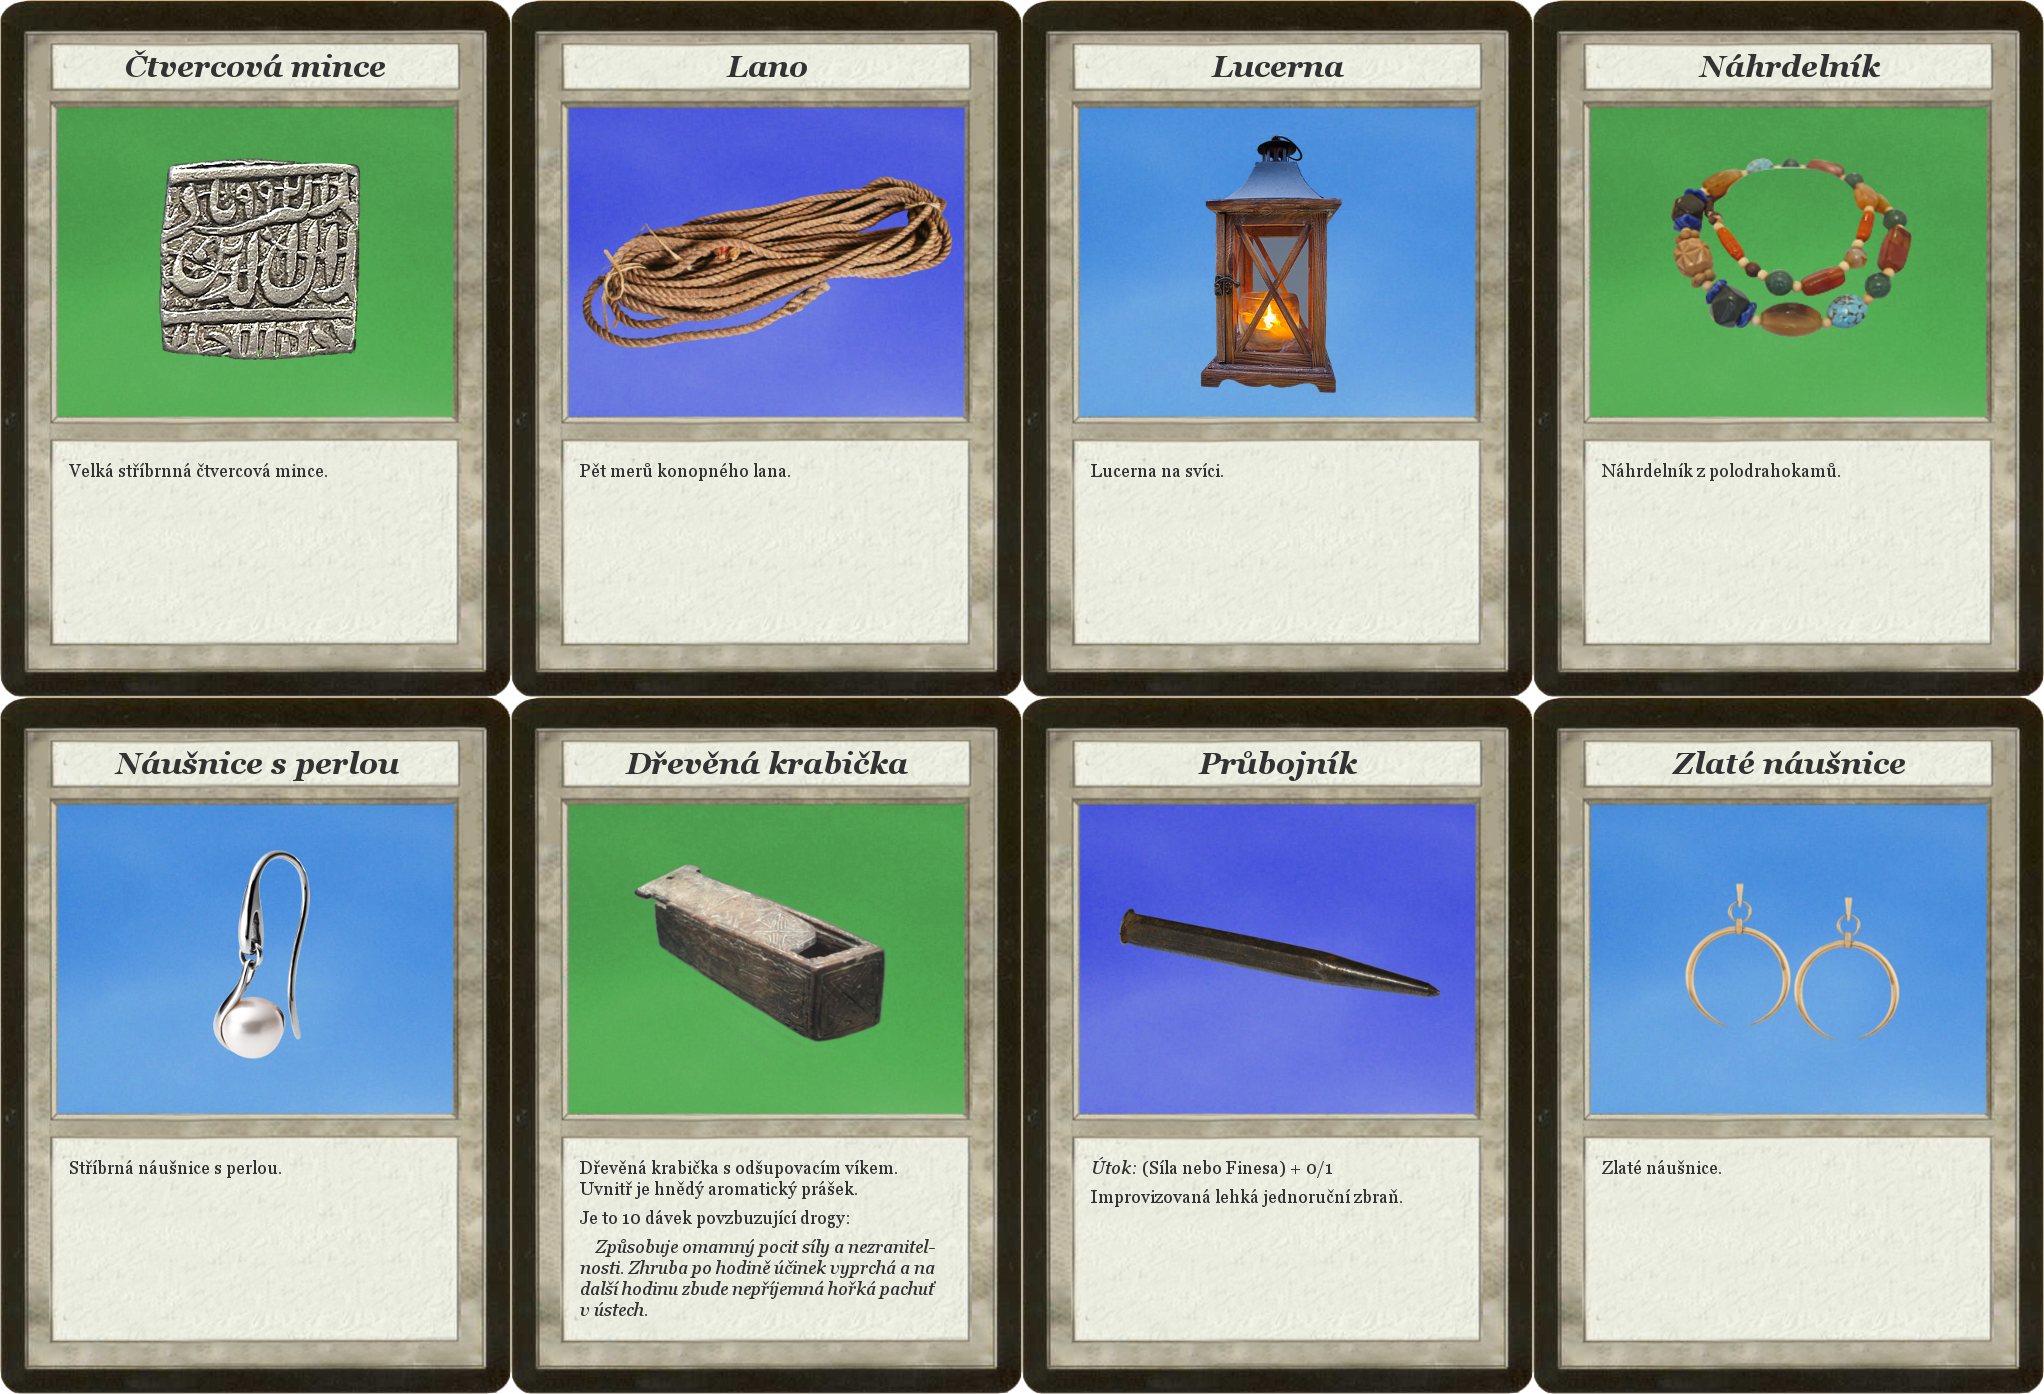 Čtvercová mince
Velká stříbrnná čtvercová mince.
Lano
Pět merů konopného lana.
Lucerna
Lucerna na svíci.
Náhrdelník
Náhrdelník z polodrahokamů.
Náušnice s perlou
Stříbrná náušnice s perlou.
Dřevěná krabička
Dřevěná krabička s odšupovacím víkem.
Uvnitř je hnědý aromatický prášek.
Je to 10 dávek povzbuzující drogy:
Způsobuje omamný pocit síly a nezranitel-
nosti. Zhruba po hodině účinek vyprchá a na
další hodinu zbude nepříjemná hořká pachuť
v ústech.
Průbojník
Útok: (Síla nebo Finesa) + 0/1
Improvizovaná lehká jednoruční zbraň.
Zlaté náušnice
Zlaté náušnice.